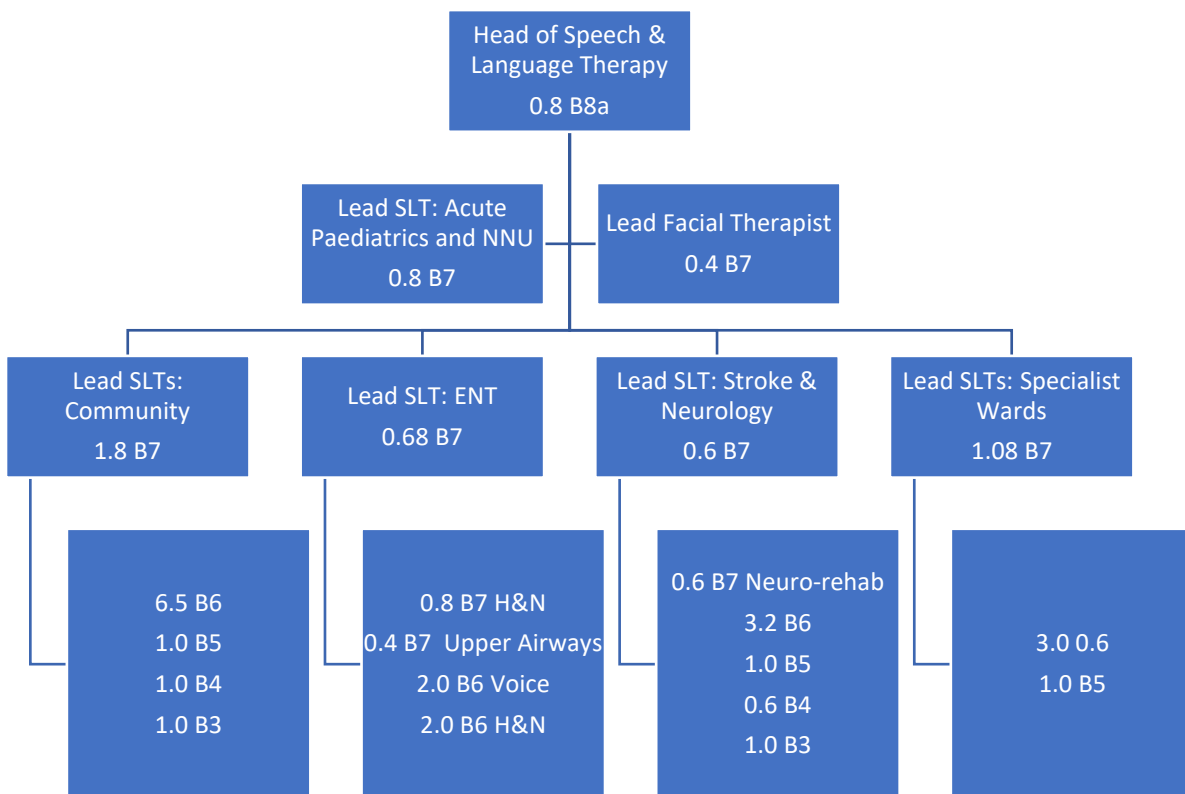 Head of Speech &
Language Therapy
0.8 B8a
Lead SLT: Acute
Paediatrics and NNU
0.8 B7
Lead Facial Therapist
0.4 B7
Lead SLTs:
Community
1.8 B7
Lead SLT: ENT
0.68 B7
Lead SLT: Stroke &
Neurology
0.6 B7
Lead SLTs: Specialist
Wards
1.08 B7
6.5 B6
1.0 B5
1.0 B4
1.0 B3
0.8 B7 H&N
0.4 B7 Upper Airways
2.0 B6 Voice
2.0 B6 H&N
0.6 B7 Neuro-rehab
3.2 B6
1.0 B5
0.6 B4
1.0 B3
3.0 0.6
1.0 B5